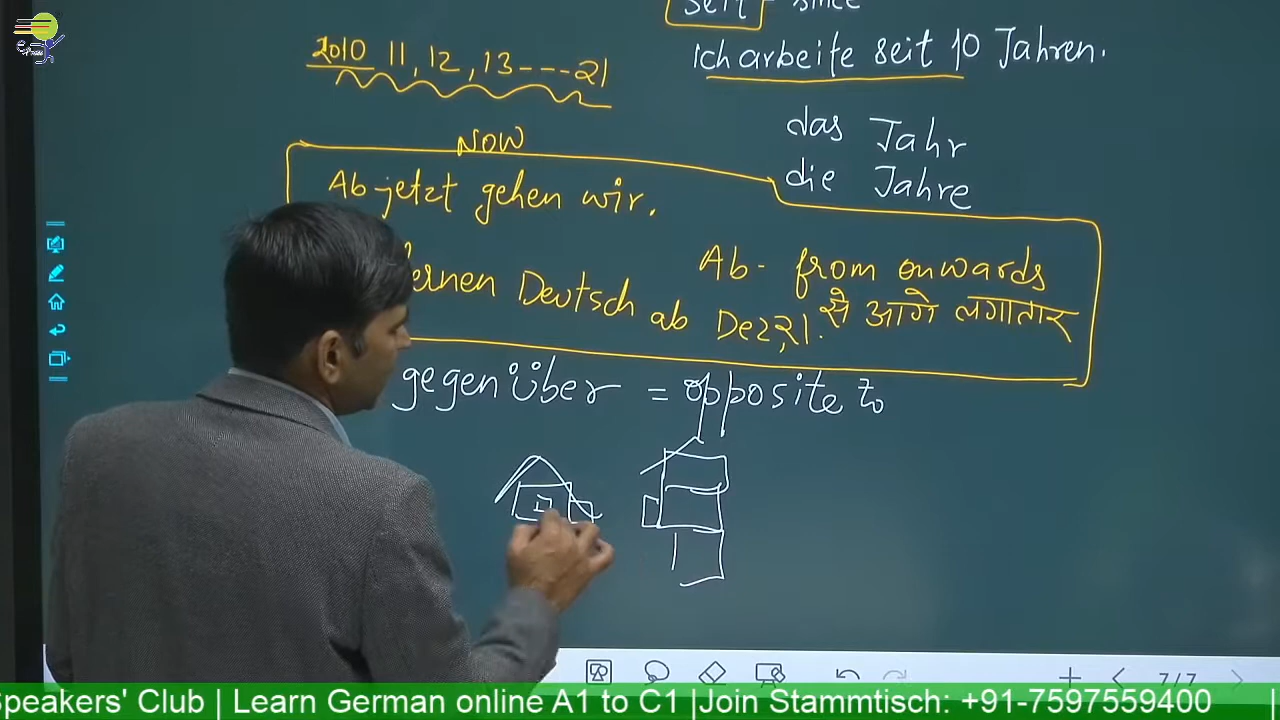 seit - since
2010 11, 12, 13----21
Ich arbeite seit 10 Jahren.
das Jahr
die Jahre
NOW
Ab jetzt gehen wir.
Ab - from onwards
से आगे लगातार
lernen Deutsch ab Dez, 21.
gegenüber = opposite to
7/7
Speakers' Club | Learn German online A1 to C1 |Join Stammtisch: +91-7597559400 |